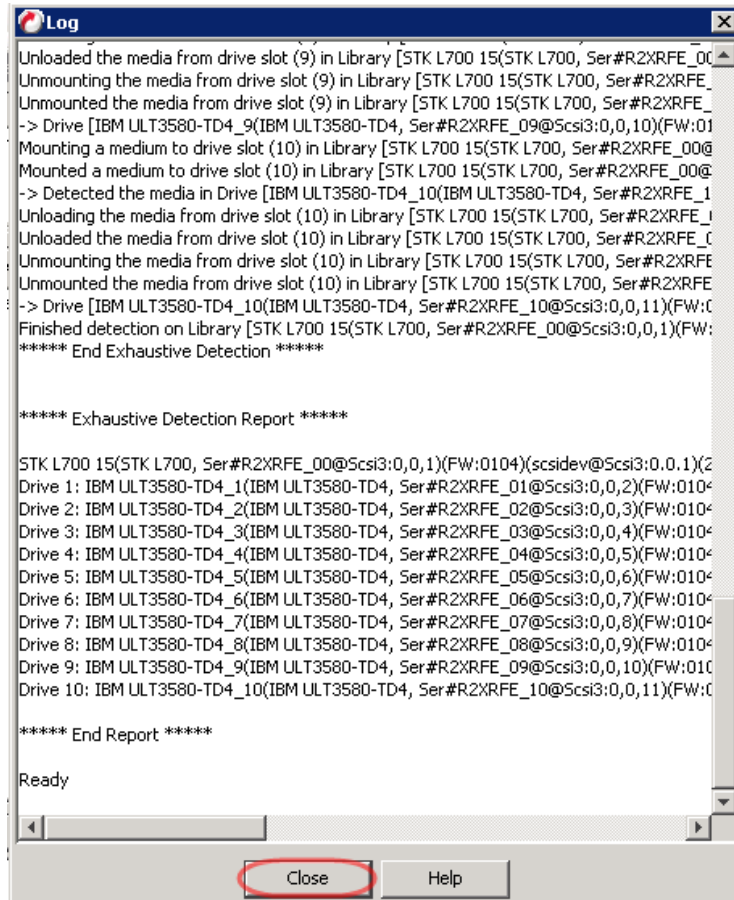 Log
Unloaded the media from drive slot (9) in Library [STK L700 15(STK L700, Ser#R2XRFE_00
Unmounting the media from drive slot (9) in Library [STK L700 15(STK L700, Ser#R2XRFE_
Unmounted the media from drive slot (9) in Library [STK L700 15(STK L700, Ser#R2XRFE_
-> Drive [IBM ULT3580-TD4_9(IBM ULT3580-TD4, Ser#R2XRFE_09@Scsi3:0,0,10)(FW:01
Mounting a medium to drive slot (10) in Library [STK L700 15(STK L700, Ser#R2XRFE_00@
Mounted a medium to drive slot (10) in Library [STK L700 15(STK L700, Ser#R2XRFE_00@
-> Detected the media in Drive [IBM ULT3580-TD4_10(IBM ULT3580-TD4, Ser#R2XRFE_1
Unloading the media from drive slot (10) in Library [STK L700 15(STK L700, Ser#R2XRFE_
Unloaded the media from drive slot (10) in Library [STK L700 15(STK L700, Ser#R2XRFE_
Unmounting the media from drive slot (10) in Library [STK L700 15(STK L700, Ser#R2XRFE
Unmounted the media from drive slot (10) in Library [STK L700 15(STK L700, Ser#R2XRFE
-> Drive [IBM ULT3580-TD4_10(IBM ULT3580-TD4, Ser#R2XRFE_10@Scsi3:0,0,11)(FW:0
Finished detection on Library [STK L700 15(STK L700, Ser#R2XRFE_00@Scsi3:0,0,1)(FW:
***** End Exhaustive Detection *****
***** Exhaustive Detection Report *****
STK L700 15(STK L700, Ser#R2XRFE_00@Scsi3:0,0,1)(FW:0104)(scsidev@Scsi3:0.0.1)(2
Drive 1: IBM ULT3580-TD4_1(IBM ULT3580-TD4, Ser#R2XRFE_01@Scsi3:0,0,2)(FW:0104
Drive 2: IBM ULT3580-TD4_2(IBM ULT3580-TD4, Ser#R2XRFE_02@Scsi3:0,0,3)(FW:0104
Drive 3: IBM ULT3580-TD4_3(IBM ULT3580-TD4, Ser#R2XRFE_03@Scsi3:0,0,4)(FW:0104
Drive 4: IBM ULT3580-TD4_4(IBM ULT3580-TD4, Ser#R2XRFE_04@Scsi3:0,0,5)(FW:0104
Drive 5: IBM ULT3580-TD4_5(IBM ULT3580-TD4, Ser#R2XRFE_05@Scsi3:0,0,6)(FW:0104
Drive 6: IBM ULT3580-TD4_6(IBM ULT3580-TD4, Ser#R2XRFE_06@Scsi3:0,0,7)(FW:0104
Drive 7: IBM ULT3580-TD4_7(IBM ULT3580-TD4, Ser#R2XRFE_07@Scsi3:0,0,8)(FW:0104
Drive 8: IBM ULT3580-TD4_8(IBM ULT3580-TD4, Ser#R2XRFE_08@Scsi3:0,0,9)(FW:0104
Drive 9: IBM ULT3580-TD4_9(IBM ULT3580-TD4, Ser#R2XRFE_09@Scsi3:0,0,10)(FW:010
Drive 10: IBM ULT3580-TD4_10(IBM ULT3580-TD4, Ser#R2XRFE_10@Scsi3:0,0,11)(FW:0
***** End Report *****
Ready
Close Help